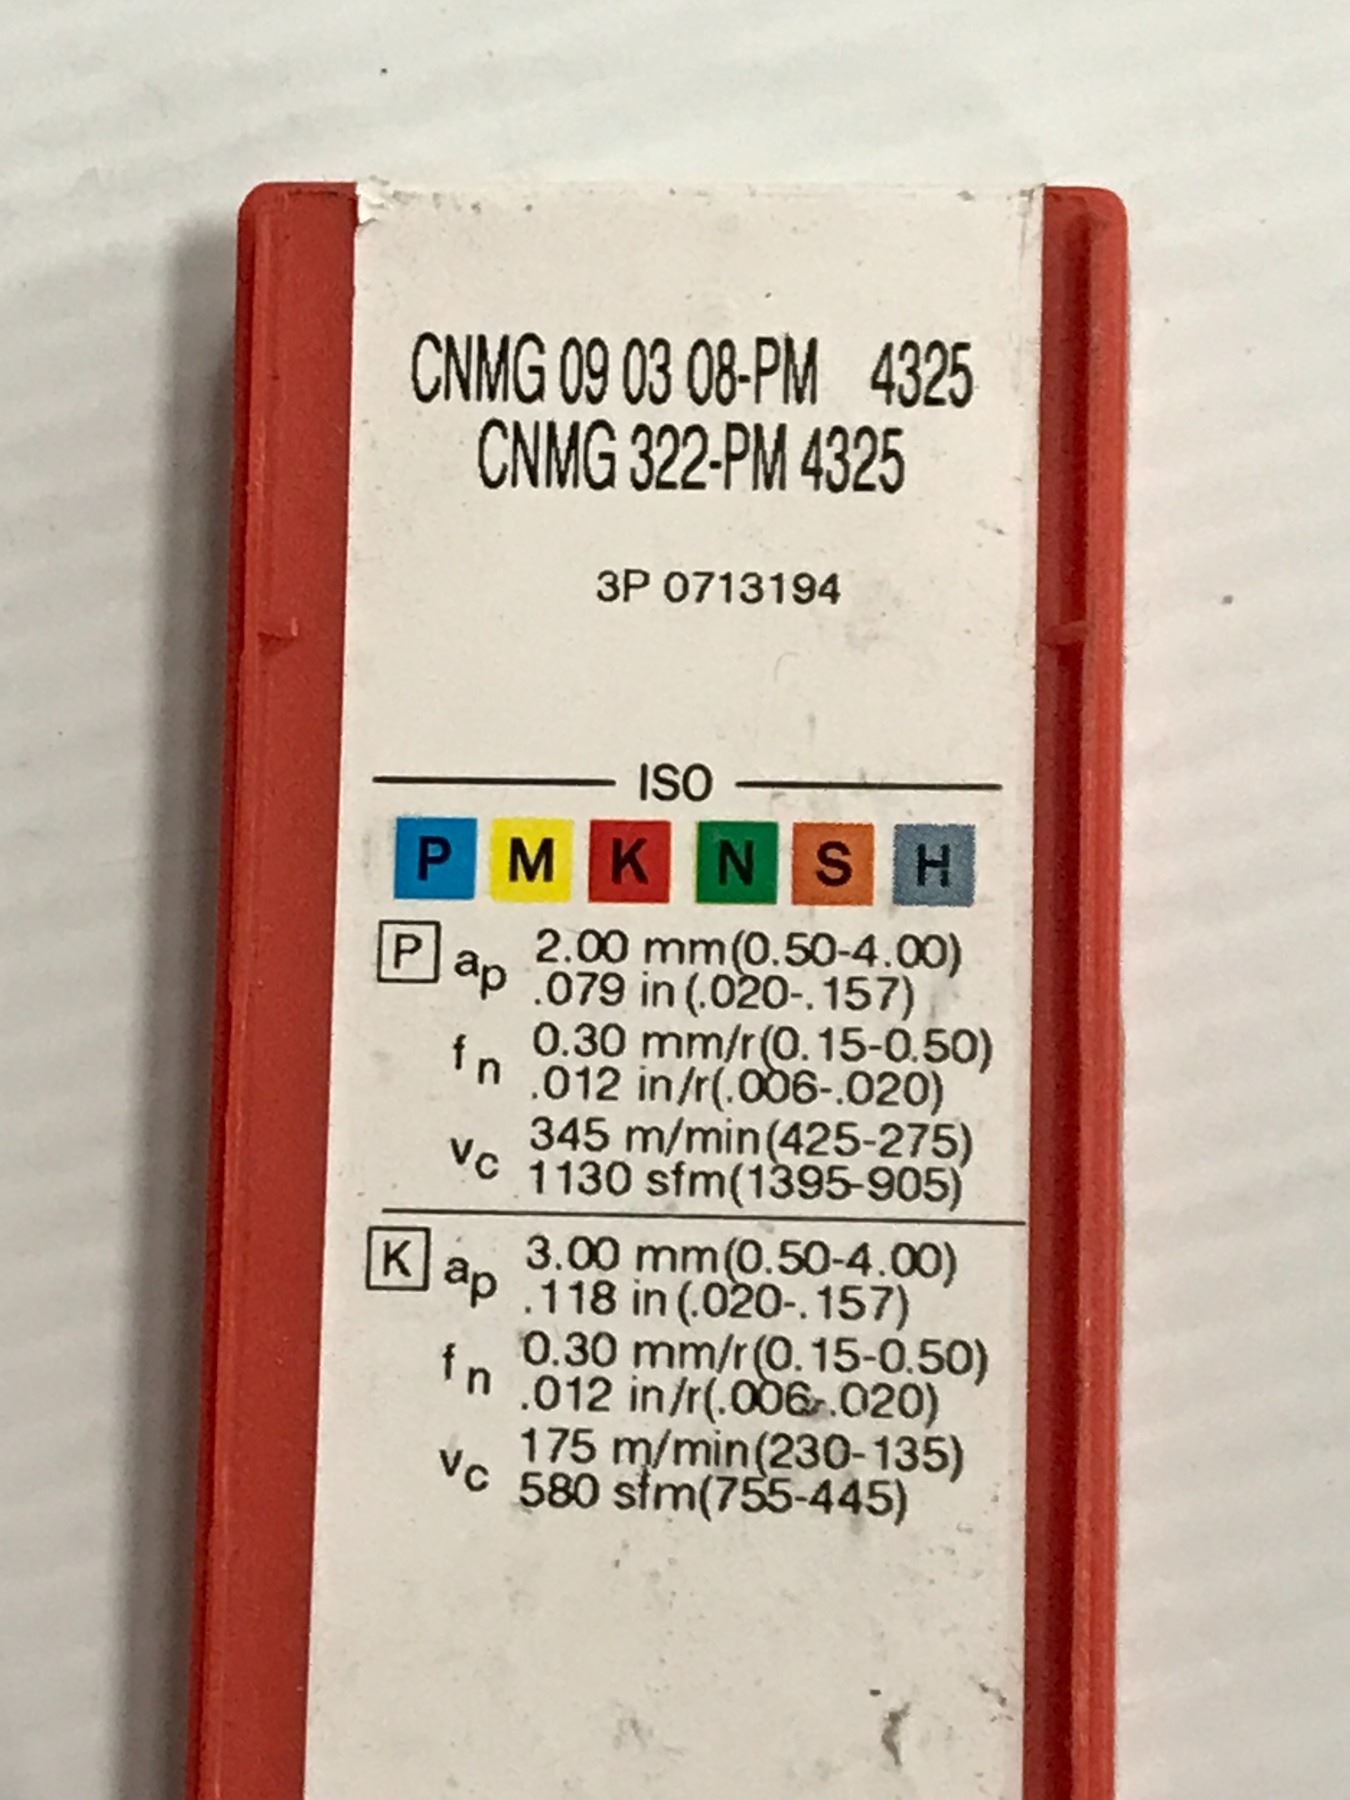 CNMG 09 03 08-PM 4325
CNMG 322-PM 4325
3P 0713194
ISO
P M K N S H
P ap 2.00 mm(0.50-4.00)
.079 in(.020-.157)
fn 0.30 mm/r(0.15-0.50)
.012 in/r(.006-.020)
vc 345 m/min(425-275)
1130 sfm(1395-905)
K ap 3.00 mm(0.50-4.00)
.118 in(.020-.157)
fn 0.30 mm/r(0.15-0.50)
.012 in/r(.006-.020)
vc 175 m/min(230-135)
580 sfm(755-445)